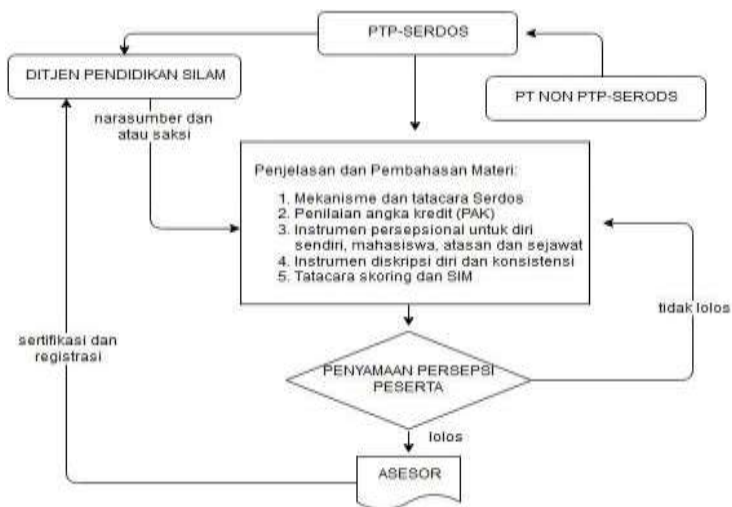 PTP-SERDOS
DITJEN PENDIDIKAN SILAM
PT NON PTP-SERODS
narasumber dan
atau saksi
Penjelasan dan Pembahasan Materi:
1. Mekanisme dan tatacara Serdos
2. Penilaian angka kredit (PAK)
3. Instrumen persepsional untuk diri
sendiri, mahasiswa, atasan dan sejawat
4. Instrumen diskripsi diri dan konsistensi
5. Tatacara skoring dan SIM
tidak lolos
sertifikasi dan
registrasi
PENYAMAAN PERSEPSI
PESERTA
lolos
ASESOR